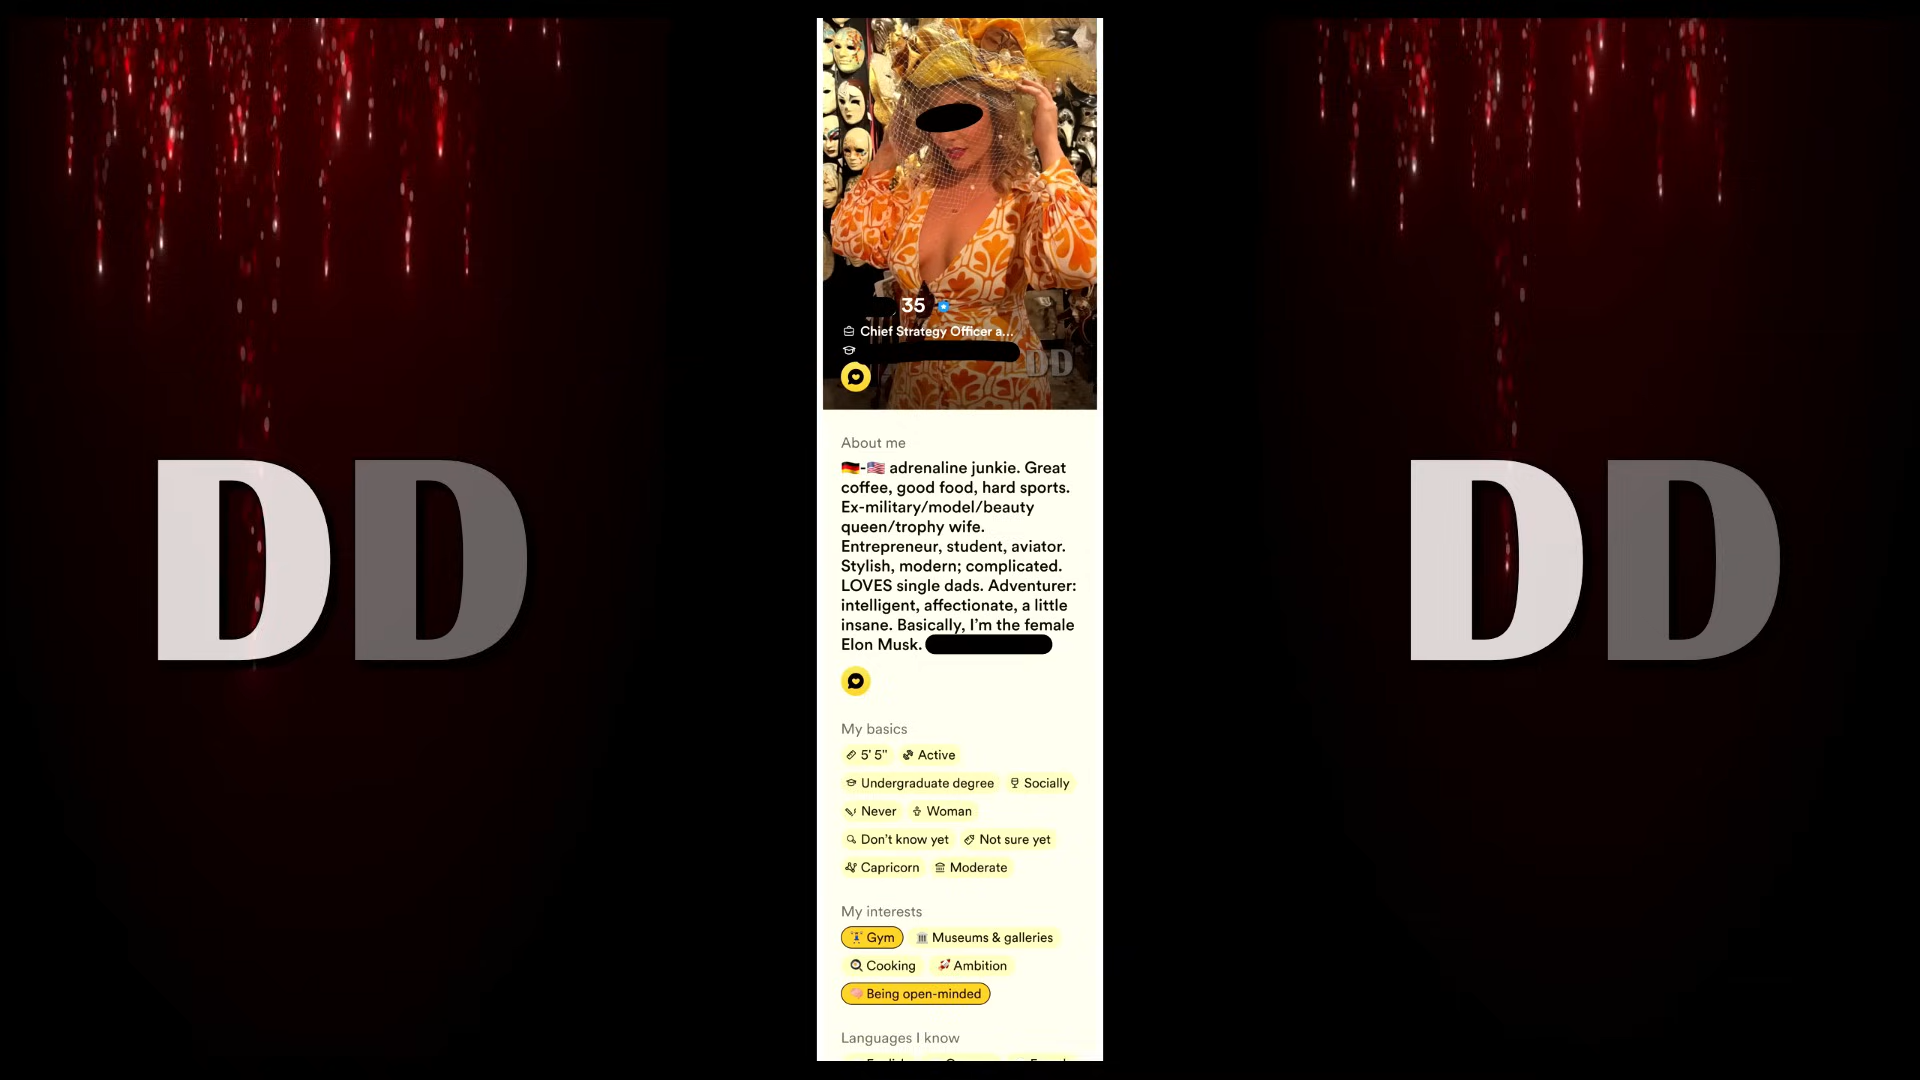 35
Chief Strategy Officer a...
DD
DD
DD
About me
🇩🇪-🇺🇸 adrenaline junkie. Great
coffee, good food, hard sports.
Ex-military/model/beauty
queen/trophy wife.
Entrepreneur, student, aviator.
Stylish, modern; complicated.
LOVES single dads. Adventurer:
intelligent, affectionate, a little
insane. Basically, I'm the female
Elon Musk.
My basics
5' 5" Active
Undergraduate degree Socially
Never Woman
Don't know yet Not sure yet
Capricorn Moderate
My interests
Gym Museums & galleries
Cooking Ambition
Being open-minded
Languages I know